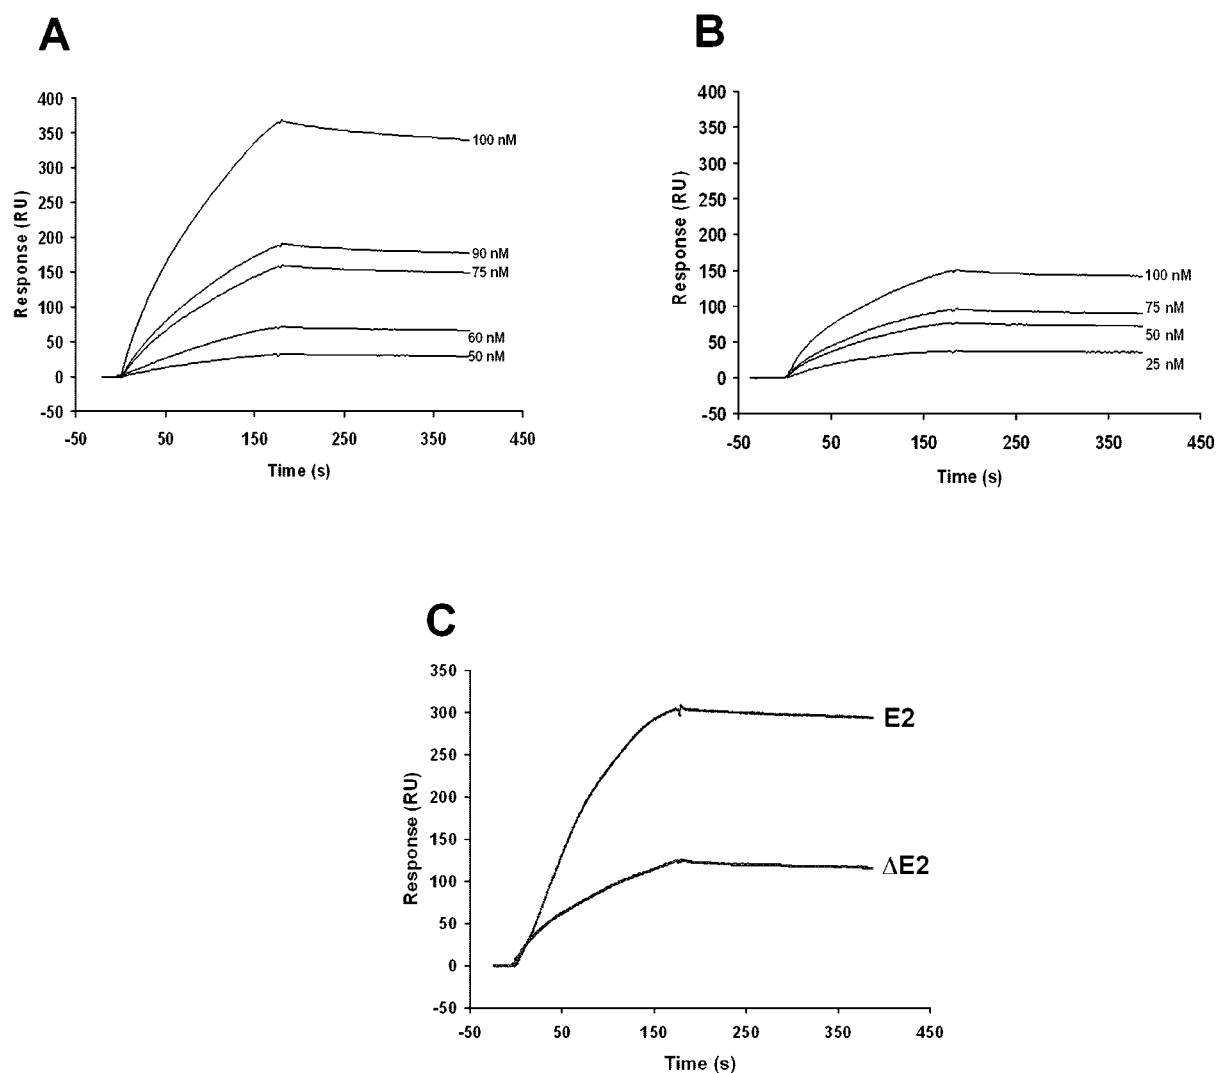 A
400
350
300
250
200
150
100
50
0
-50
-50 50 150 250 350 450
Response (RU)
Time (s)
100 nM
90 nM
75 nM
60 nM
50 nM
B
400
350
300
250
200
150
100
50
0
-50
-50 50 150 250 350 450
Response (RU)
Time (s)
100 nM
75 nM
50 nM
25 nM
C
350
300
250
200
150
100
50
0
-50
-50 50 150 250 350 450
Response (RU)
Time (s)
E2
ΔE2